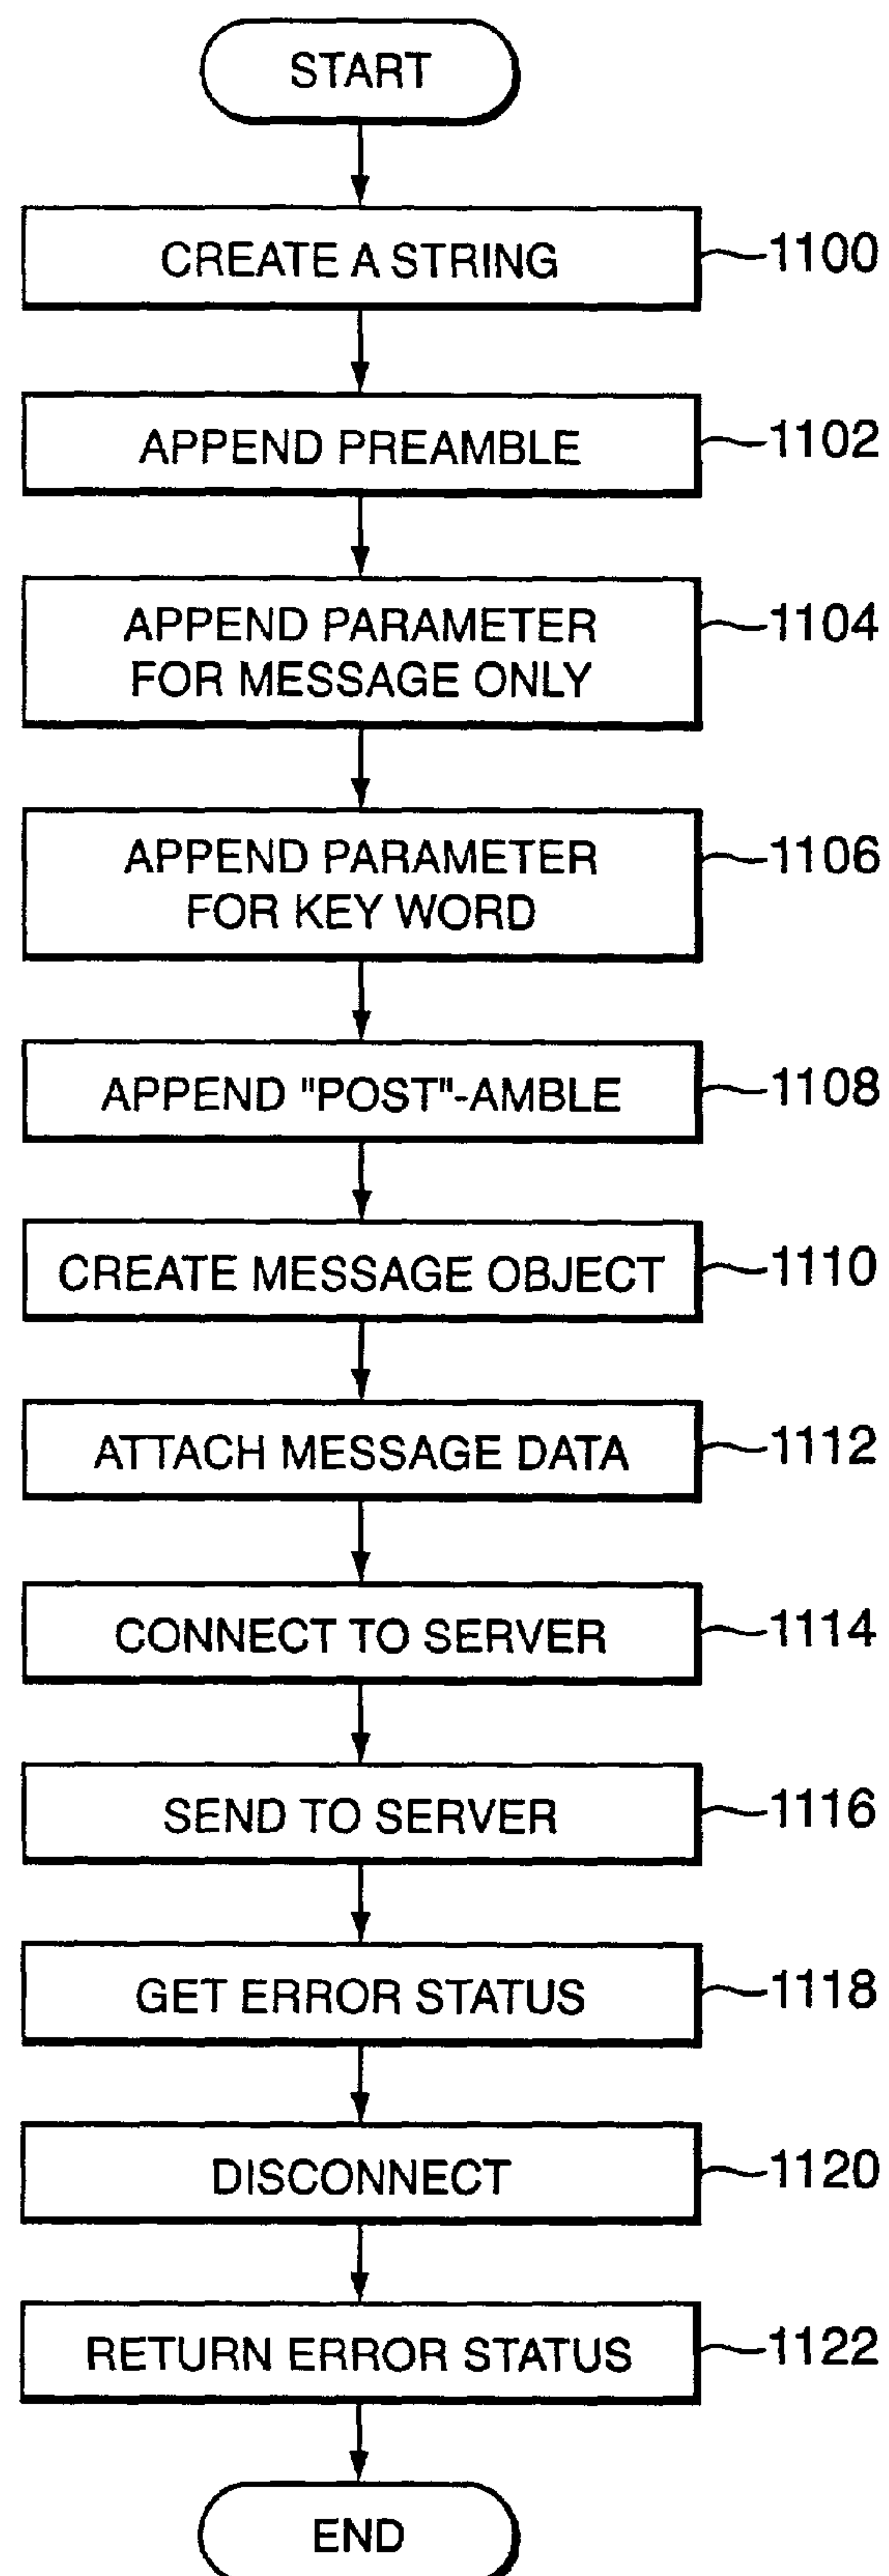 START
CREATE A STRING
1100
APPEND PREAMBLE
1102
APPEND PARAMETER
FOR MESSAGE ONLY
1104
APPEND PARAMETER
FOR KEY WORD
1106
APPEND "POST"-AMBLE
1108
CREATE MESSAGE OBJECT
1110
ATTACH MESSAGE DATA
1112
CONNECT TO SERVER
1114
SEND TO SERVER
1116
GET ERROR STATUS
1118
DISCONNECT
1120
RETURN ERROR STATUS
1122
END